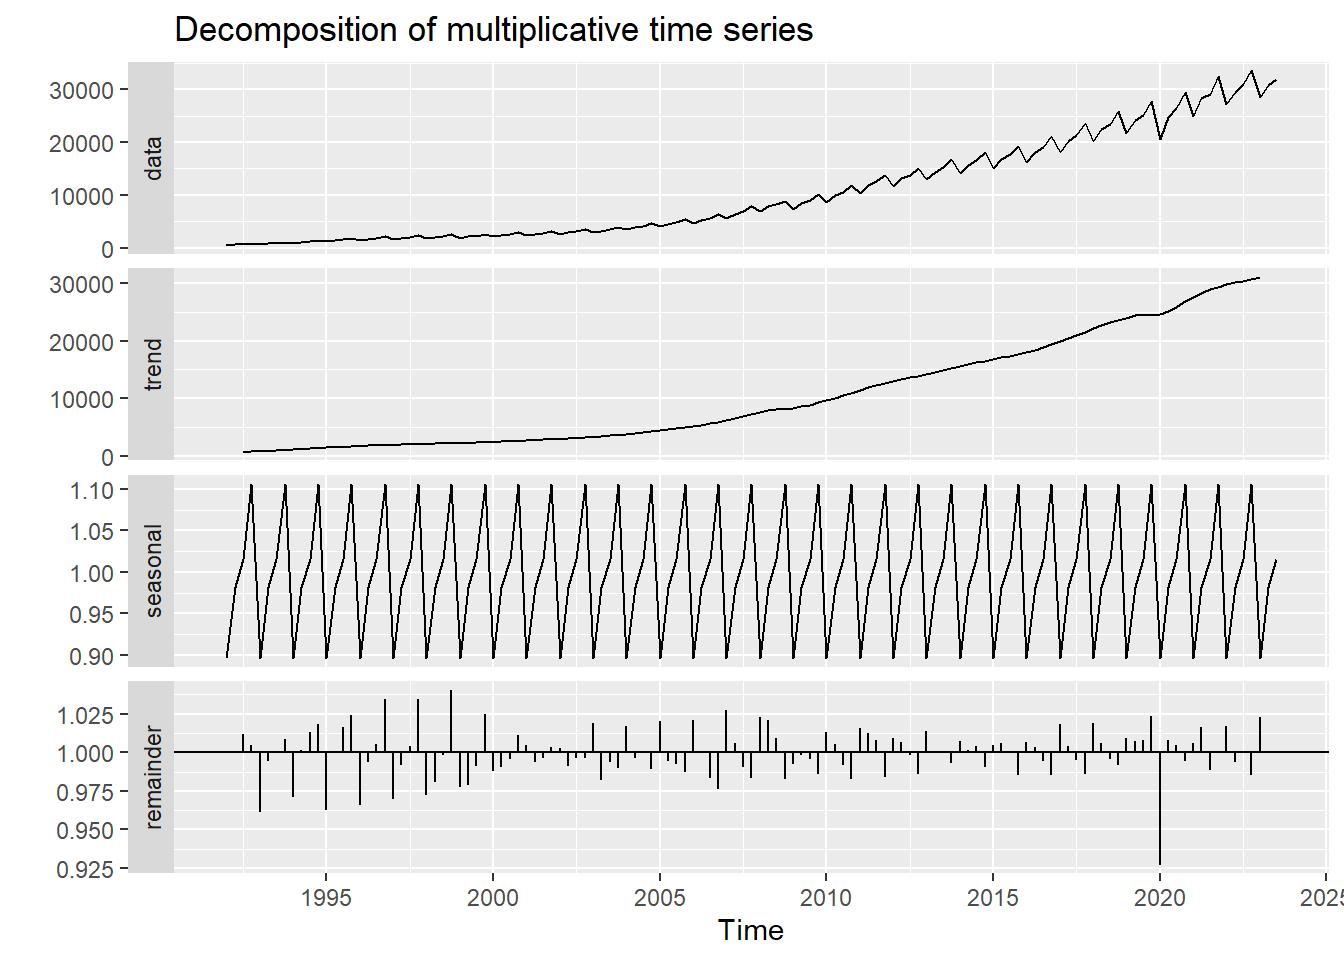 Decomposition of multiplicative time series
data
30000
20000
10000
0
trend
30000
20000
10000
0
seasonal
1.10
1.05
1.00
0.95
0.90
remainder
1.025
1.000
0.975
0.950
0.925
1995 2000 2005 2010 2015 2020 2025
Time